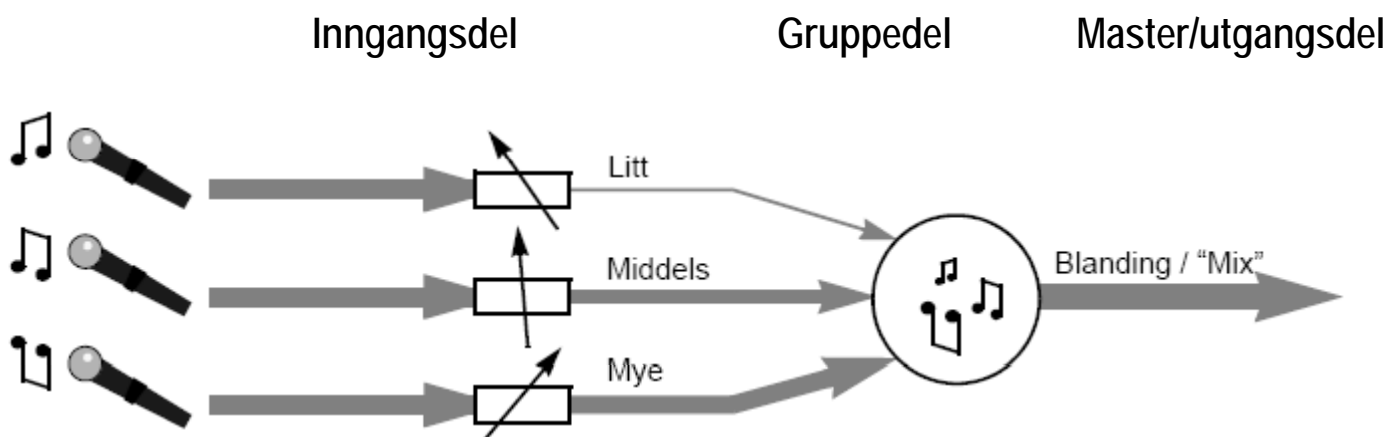 Inngangsdel Gruppedel Master/utgangsdel
Litt
Middels
Blanding / “Mix”
Mye